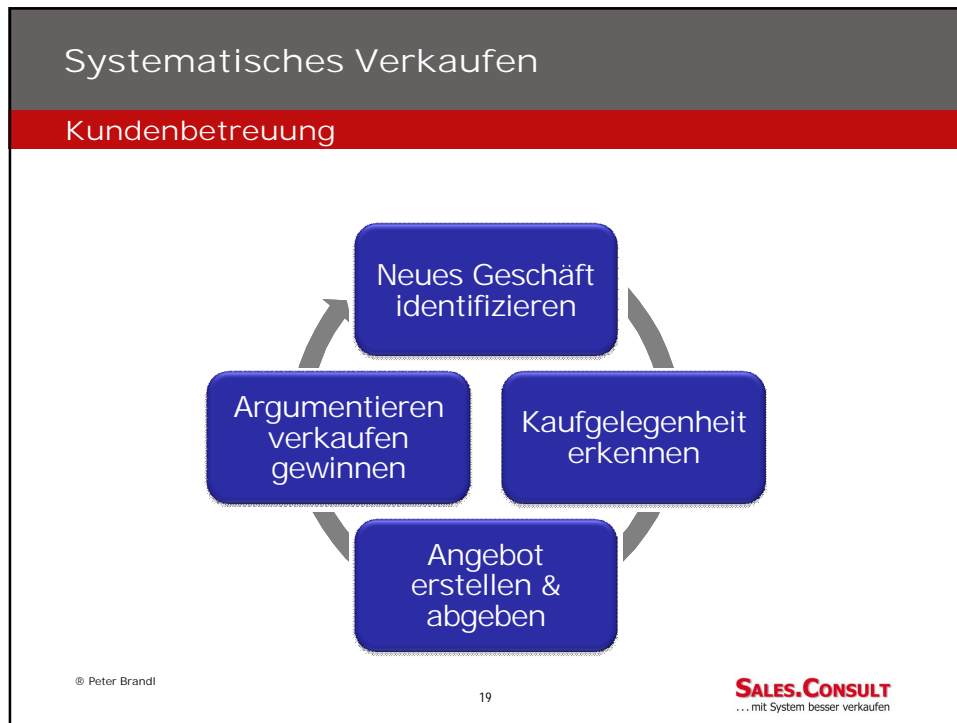 Systematisches Verkaufen
Kundenbetreuung
Neues Geschäft
identifizieren
Kaufgelegenheit
erkennen
Angebot
erstellen &
abgeben
Argumentieren
verkaufen
gewinnen
® Peter Brandl
19
SALES.CONSULT
...mit System besser verkaufen